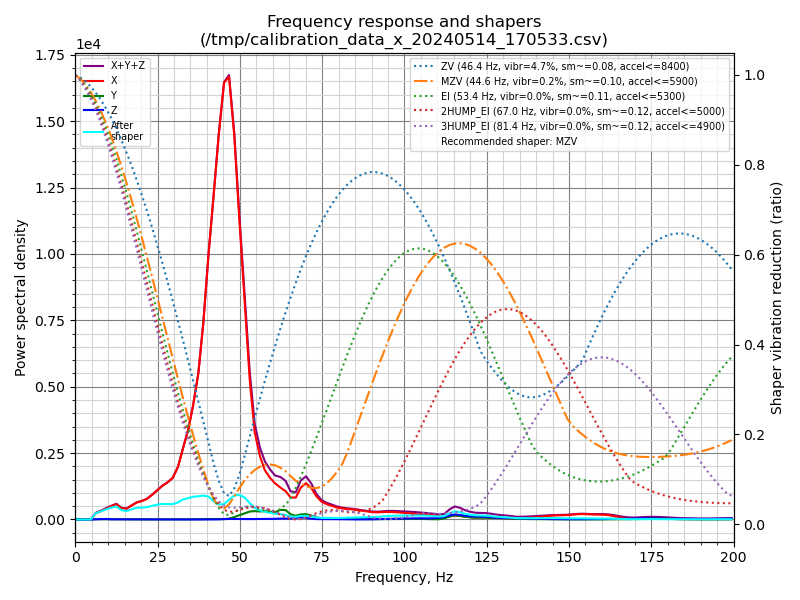 Frequency response and shapers
(/tmp/calibration_data_x_20240514_170533.csv)
1e4
X+Y+Z
X
Y
Z
After
shaper
ZV (46.4 Hz, vibr=4.7%, sm~=0.08, accel<=8400)
MZV (44.6 Hz, vibr=0.2%, sm~=0.10, accel<=5900)
EI (53.4 Hz, vibr=0.0%, sm~=0.11, accel<=5300)
2HUMP_EI (67.0 Hz, vibr=0.0%, sm~=0.12, accel<=5000)
3HUMP_EI (81.4 Hz, vibr=0.0%, sm~=0.12, accel<=4900)
Recommended shaper: MZV
Power spectral density
1.75
1.50
1.25
1.00
0.75
0.50
0.25
0.00
1.0
0.8
0.6
0.4
0.2
0.0
Shaper vibration reduction (ratio)
0 25 50 75 100 125 150 175 200
Frequency, Hz